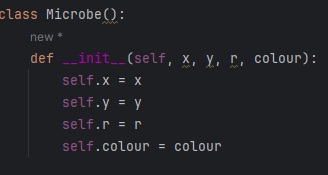 class Microbe():
new *
def __init__(self, x, y, r, colour):
self.x = x
self.y = y
self.r = r
self.colour = colour